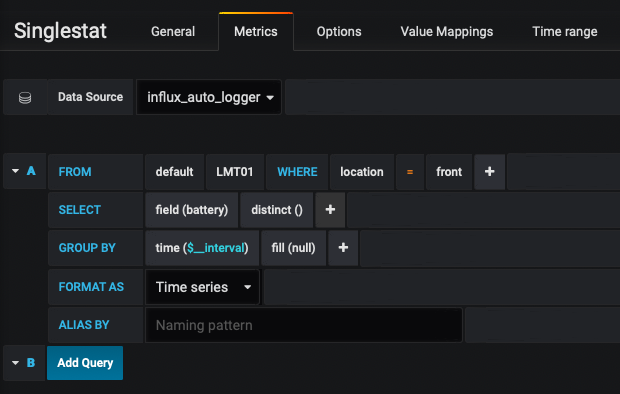 Singlestat General Metrics Options Value Mappings Time range
Data Source influx_auto_logger
A FROM default LMT01 WHERE location = front +
SELECT field (battery) distinct () +
GROUP BY time ($__interval) fill (null) +
FORMAT AS Time series
ALIAS BY Naming pattern
B Add Query